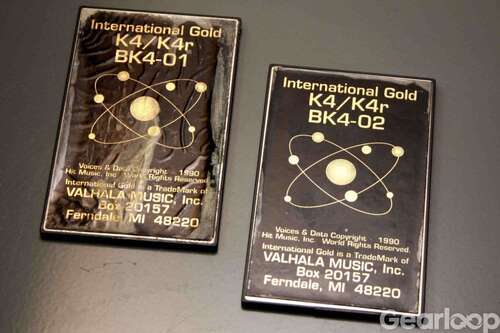 International Gold
K4/K4r
BK4-01
Voices & Data Copyright 1990
Hit Music, Inc World Rights Reserved.
International Gold is a TradeMark of
VALHALA MUSIC, Inc.
Box 20157
Ferndale, MI 48220
International Gold
K4/K4r
BK4-02
Voices & Data Copyright 1990
Hit Music, Inc World Rights Reserved.
International Gold is a TradeMark of
VALHALA MUSIC, Inc.
Box 20157
Ferndale, MI 48220
Gearloop